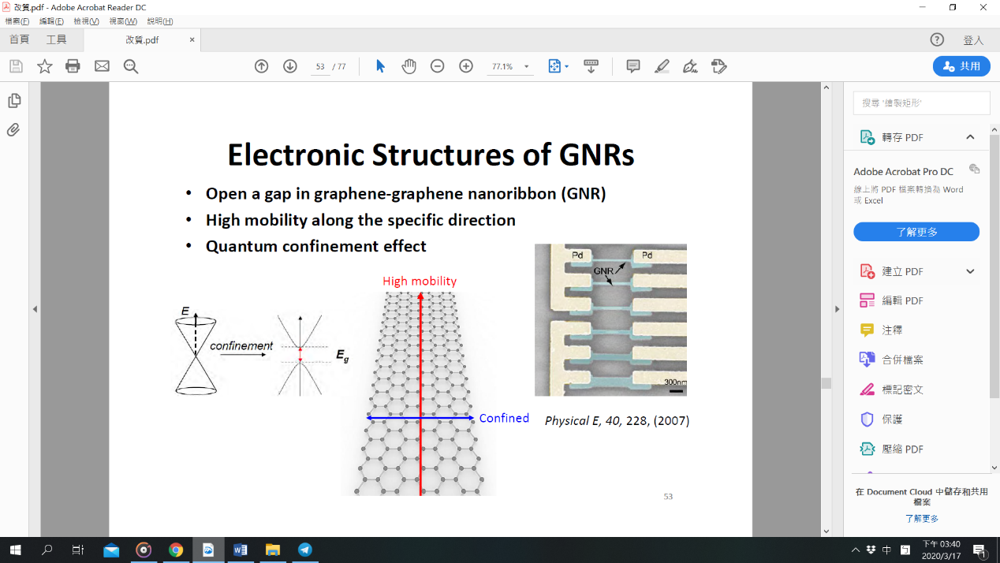 改質.pdf - Adobe Acrobat Reader DC
檔案(F) 編輯(E) 檢視(V) 視窗(W) 說明(H)
首頁 工具 改質.pdf × 登入
53 / 77 77.1% 共用
Electronic Structures of GNRs
• Open a gap in graphene-graphene nanoribbon (GNR)
• High mobility along the specific direction
• Quantum confinement effect
High mobility
E
confinement
Eg
Confined
Pd Pd
GNR
300nm
Physical E, 40, 228, (2007)
53
搜尋 '繪製矩形'
轉存 PDF
Adobe Acrobat Pro DC
線上將 PDF 檔案轉換為 Word
或 Excel
了解更多
建立 PDF
編輯 PDF
注釋
合併檔案
標記密文
保護
壓縮 PDF
在 Document Cloud 中儲存和共用
檔案
了解更多
中 下午 03:40
2020/3/17
1